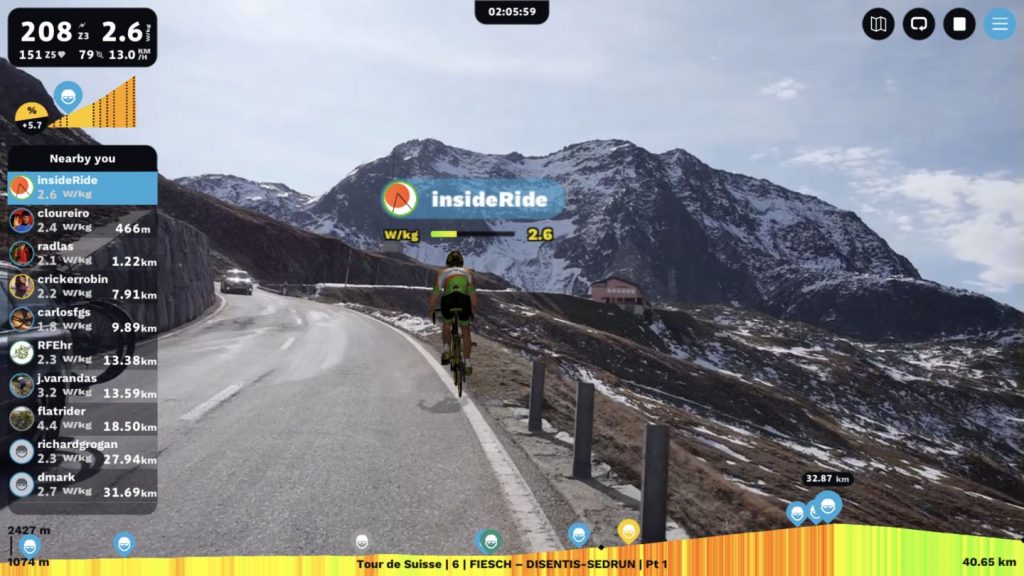 208 Z3 2.6 W/KG
151 Z5 79 13.0 KM/H
02:05:59
%
+5.7
Nearby you
insideRide
2.6 W/kg
cloureiro
2.4 W/kg 466m
radlas
2.1 W/kg 1.22km
crickerrobin
2.2 W/kg 7.91km
carlosfgs
1.8 W/kg 9.89km
RFEhr
2.3 W/kg 13.38km
j.varandas
3.2 W/kg 13.59km
flatrider
4.4 W/kg 18.50km
richardgrogan
2.3 W/kg 27.94km
dmark
2.7 W/kg 31.69km
insideRide
W/kg 2.6
32.87 km
2427 m
1074 m
Tour de Suisse | 6 | FIESCH – DISENTIS-SEDRUN | Pt 1
40.65 km